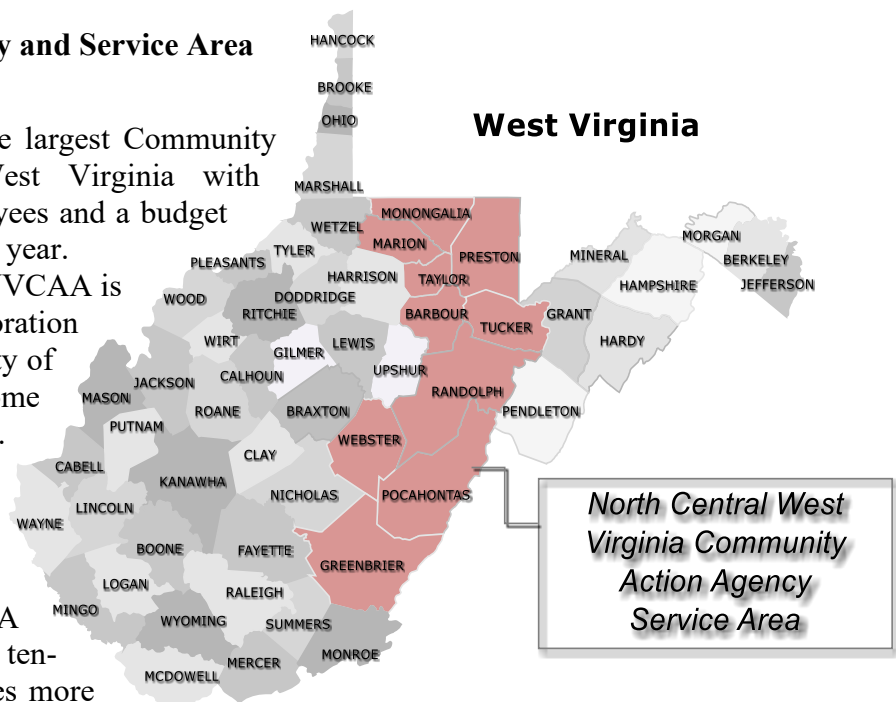 y and Service Area
e largest Community
Vest Virginia with
yees and a budget
year.
VCAA is
oration
ty of
ome
.
A
ten-
es more
West Virginia
HANCOCK
BROOKE
OHIO
MARSHALL
WETZEL
MONONGALIA
MARION
PRESTON
TYLER
PLEASANTS
HARRISON
TAYLOR
DODDRIDGE
WOOD
RITCHIE
BARBOUR
TUCKER
MINERAL
MORGAN
BERKELEY
JEFFERSON
HAMPSHIRE
GRANT
HARDY
WIRT
GILMER
LEWIS
UPSHUR
CALHOUN
JACKSON
MASON
ROANE
BRAXTON
RANDOLPH
PENDLETON
PUTNAM
WEBSTER
CLAY
CABELL
KANAWHA
NICHOLAS
POCAHONTAS
LINCOLN
WAYNE
BOONE
FAYETTE
GREENBRIER
LOGAN
RALEIGH
MINGO
WYOMING
SUMMERS
MONROE
MERCER
MCDOWELL
North Central West
Virginia Community
Action Agency
Service Area